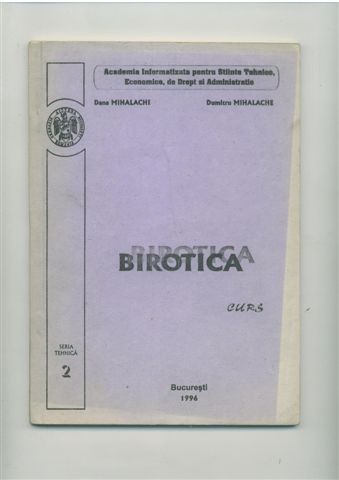 Academia Informatizata pentru Stiinte Tehnice,
Economice, de Drept si Administratie
Dana MIHALACHI
Dumitru MIHALACHE
BIROTICA
BIROTICA
CURS
SERIA
TEHNICĂ
2
București
1996